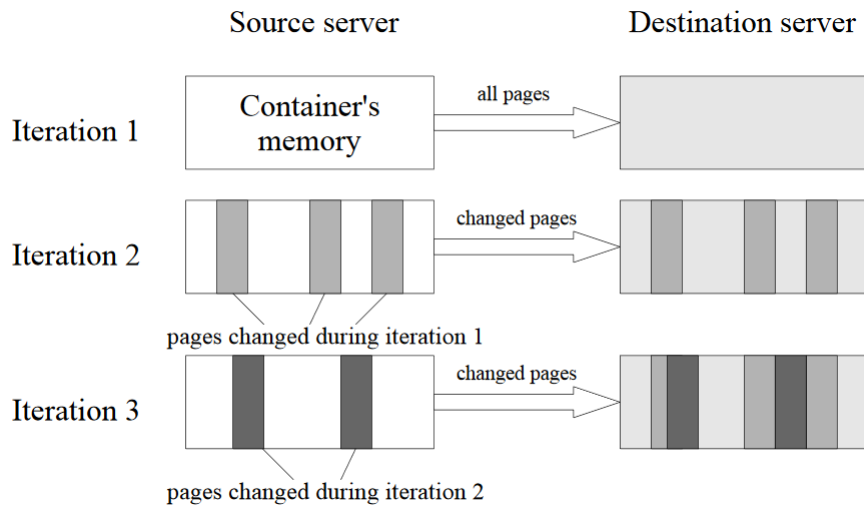 Source server
Destination server
Iteration 1
Container's
memory
all pages
Iteration 2
changed pages
pages changed during iteration 1
Iteration 3
changed pages
pages changed during iteration 2